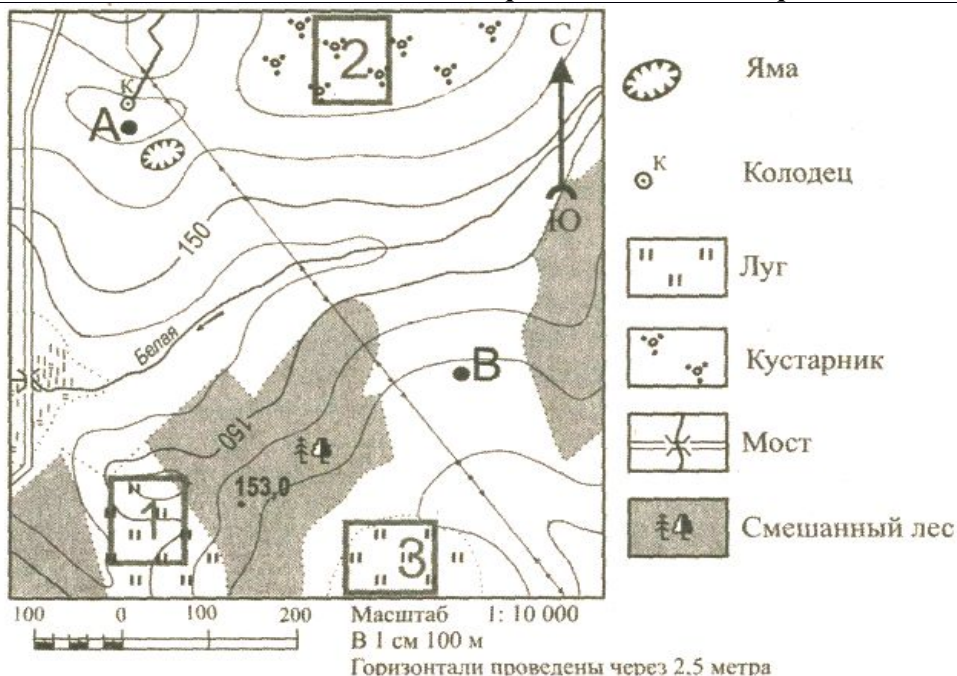 2
С
К
А
Ю
150
Белая
В
150
153,0
1
3
Яма
К
Колодец
Луг
Кустарник
Мост
Смешанный лес
100 0 100 200
Масштаб 1: 10 000
В 1 см 100 м
Горизонтали проведены через 2,5 метра